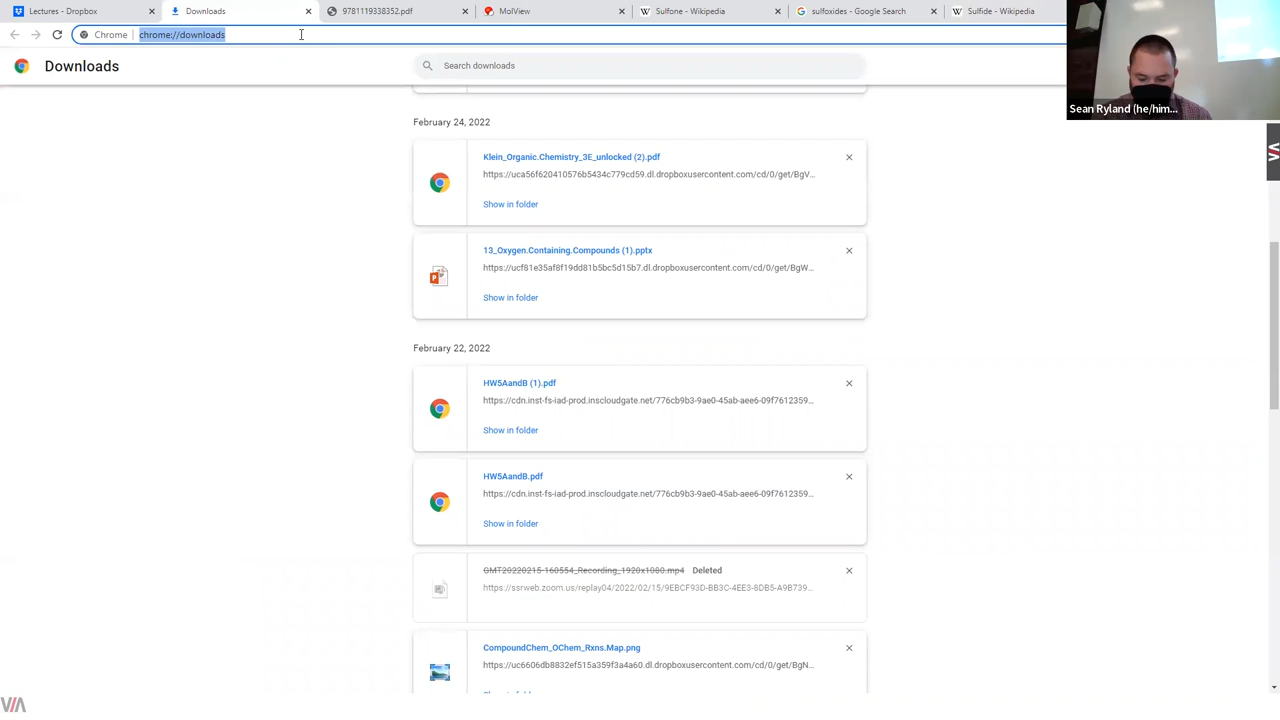 Lectures - Dropbox
Downloads
9781119338352.pdf
MolView
Sulfone - Wikipedia
sulfoxides - Google Search
Sulfide - Wikipedia
Chrome
chrome://downloads
Downloads
Search downloads
Sean Ryland (he/him...
February 24, 2022
Klein_Organic.Chemistry_3E_unlocked (2).pdf
https://uca56f620410576b5434c779cd59.dl.dropboxusercontent.com/cd/0/get/BgV...
Show in folder
13_Oxygen.Containing.Compounds (1).pptx
https://ucf81e35af8f19dd81b5bc5d15b7.dl.dropboxusercontent.com/cd/0/get/BgW...
Show in folder
February 22, 2022
HW5AandB (1).pdf
https://cdn.inst-fs-iad-prod.inscloudgate.net/776cb9b3-9ae0-45ab-aee6-09f7612359...
Show in folder
HW5AandB.pdf
https://cdn.inst-fs-iad-prod.inscloudgate.net/776cb9b3-9ae0-45ab-aee6-09f7612359...
Show in folder
GMT20220215-160554_Recording_1920x1080.mp4 Deleted
https://ssrweb.zoom.us/replay04/2022/02/15/9EBCF93D-BB3C-4EE3-8DB5-A9B739...
CompoundChem_OChem_Rxns.Map.png
https://uc6606db8832ef515a359f3a4a60.dl.dropboxusercontent.com/cd/0/get/BgN...
VIA